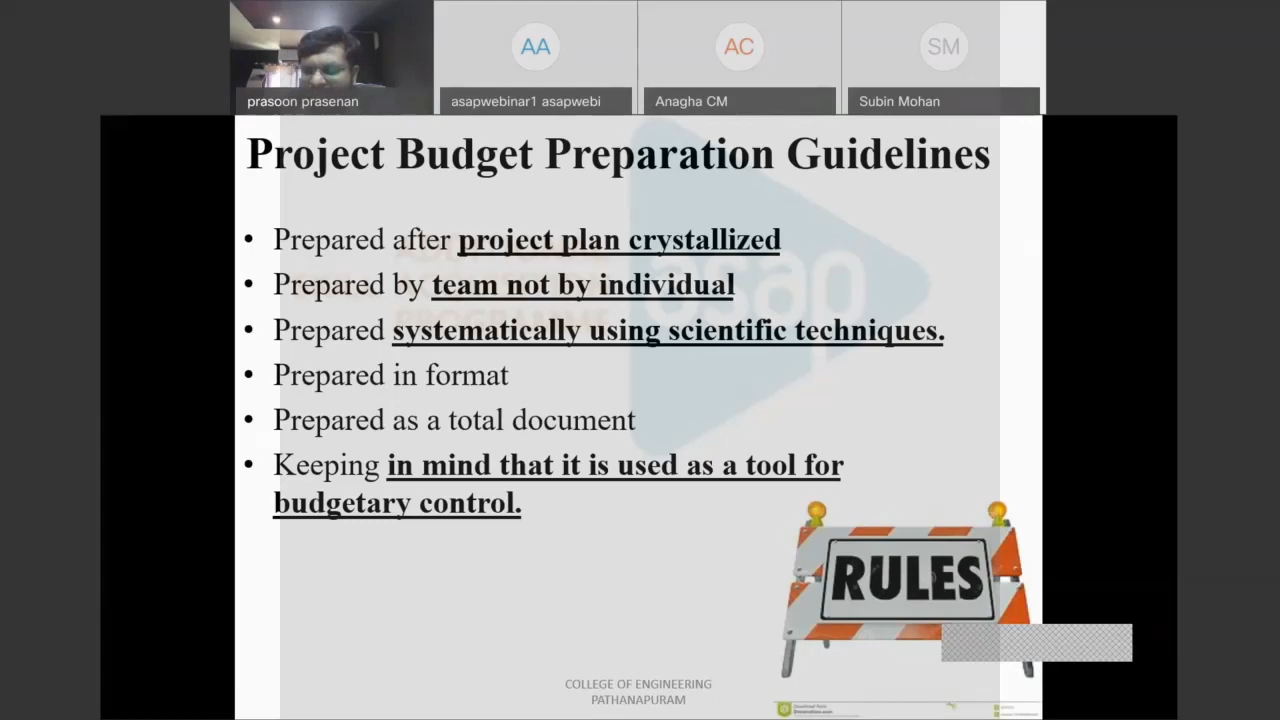 AA
AC
SM
prasoon prasenan
asapwebinar1 asapwebi
Anagha CM
Subin Mohan
Project Budget Preparation Guidelines
• Prepared after project plan crystallized
• Prepared by team not by individual
• Prepared systematically using scientific techniques.
• Prepared in format
• Prepared as a total document
• Keeping in mind that it is used as a tool for
budgetary control.
asap
PROGRAMME
RULES
COLLEGE OF ENGINEERING
PATHANAPURAM